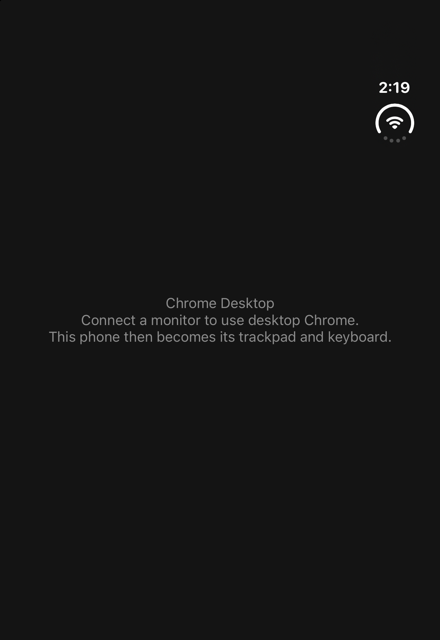 2:19
Chrome Desktop
Connect a monitor to use desktop Chrome.
This phone then becomes its trackpad and keyboard.